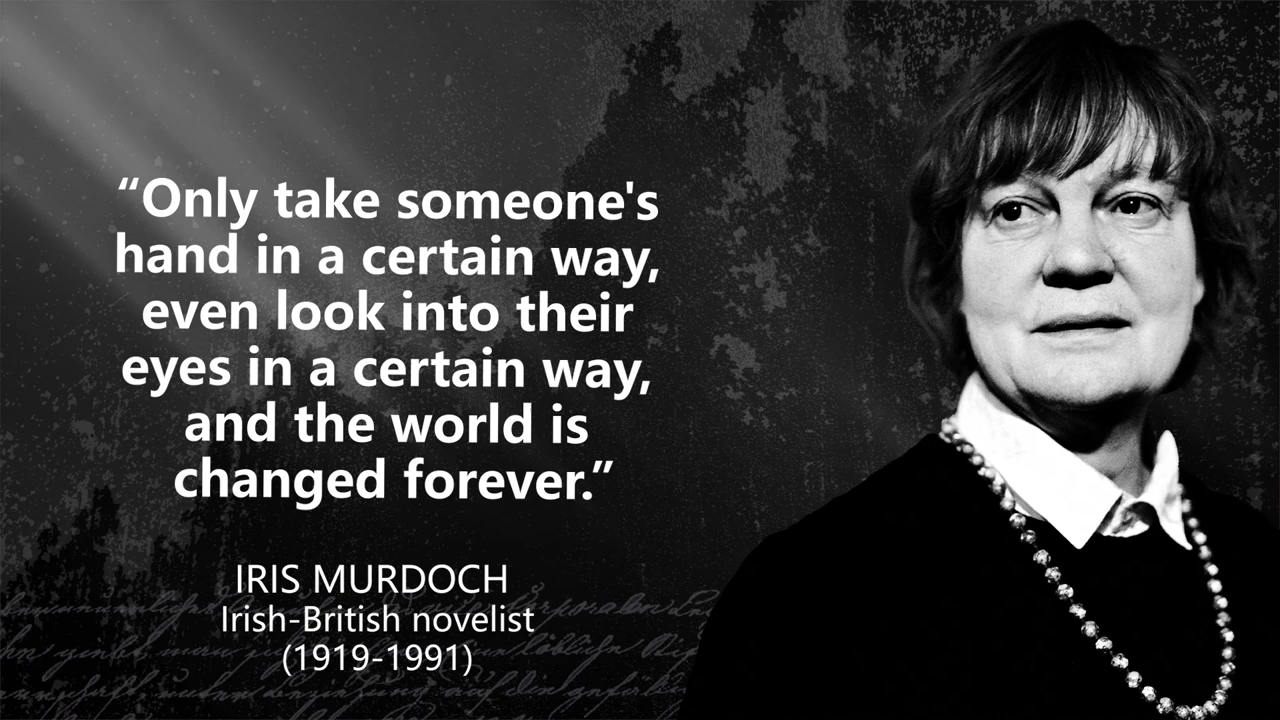 “Only take someone's
hand in a certain way,
even look into their
eyes in a certain way,
and the world is
changed forever.”
IRIS MURDOCH
Irish-British novelist
(1919-1991)